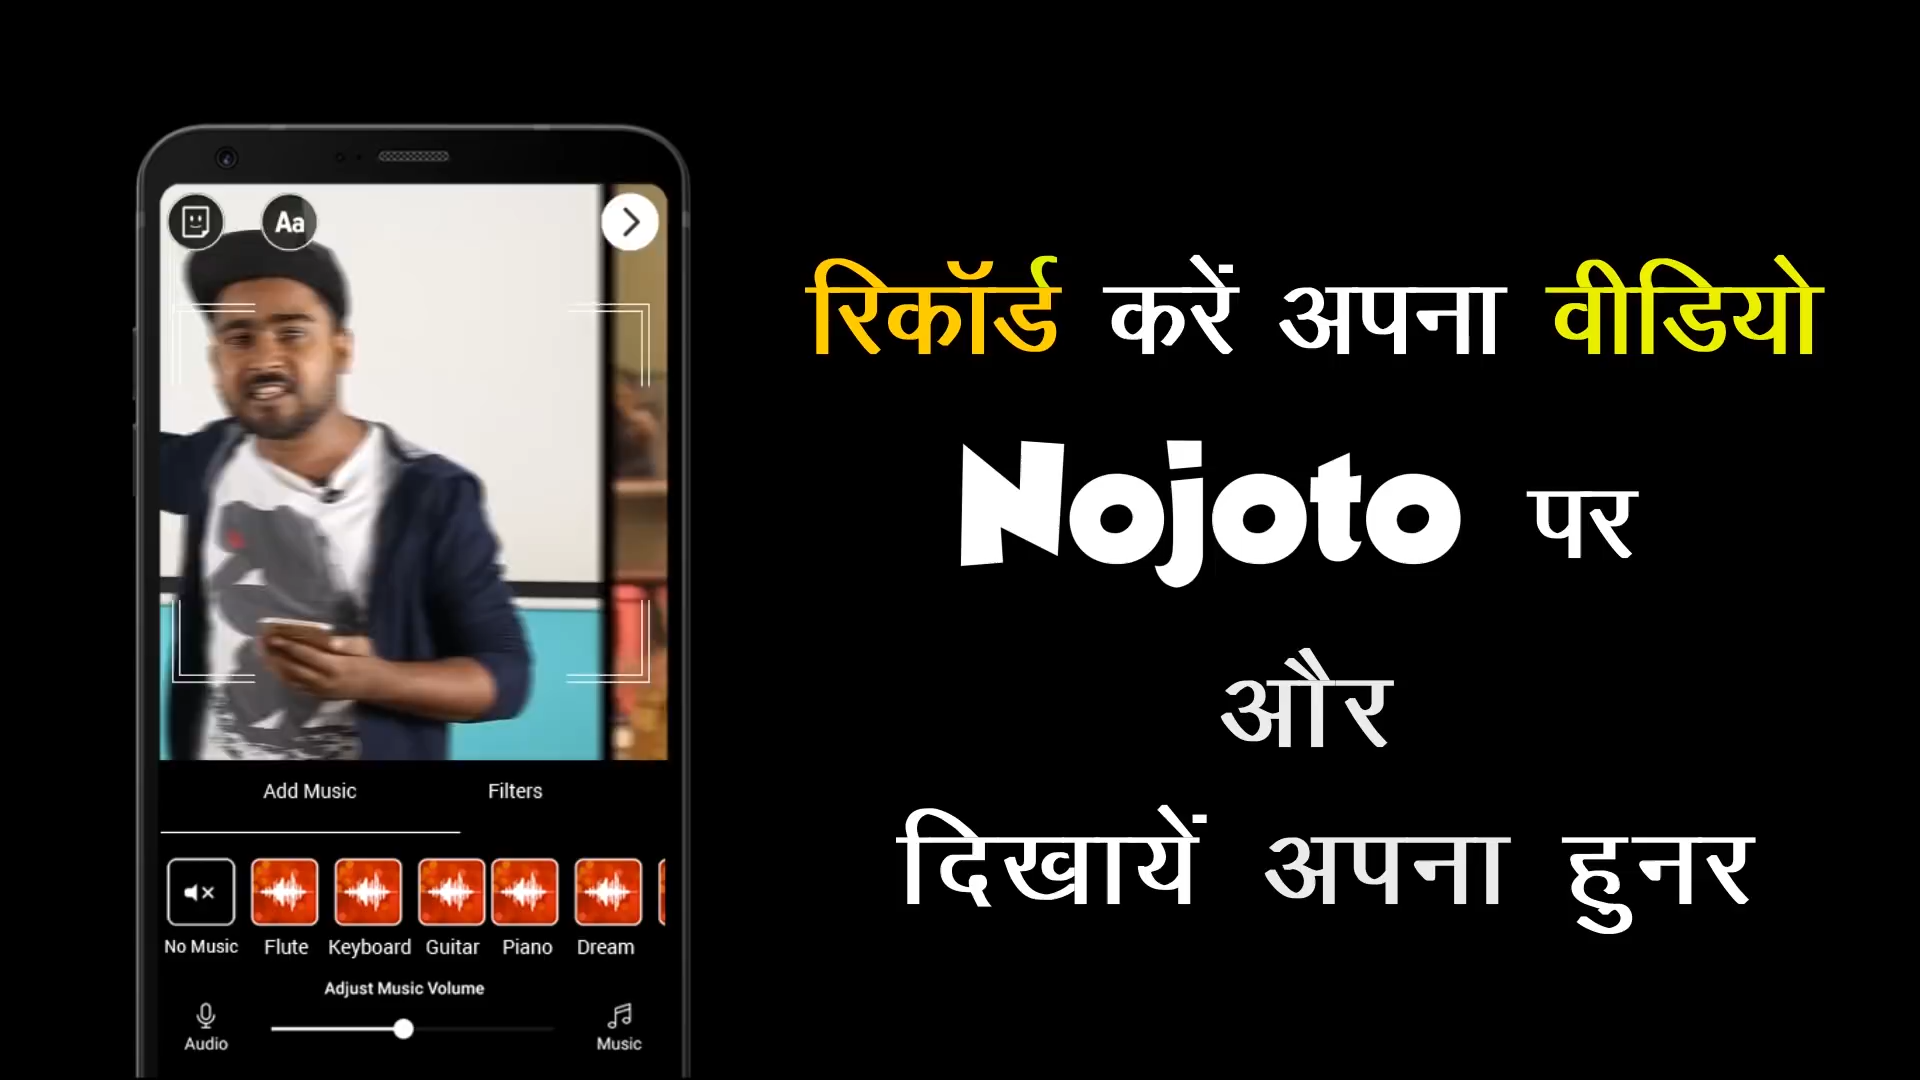 Aa
रिकॉर्ड करें अपना वीडियो
Nojoto पर
और
दिखायें अपना हुनर
Add Music Filters
No Music Flute Keyboard Guitar Piano Dream
Adjust Music Volume
Audio Music